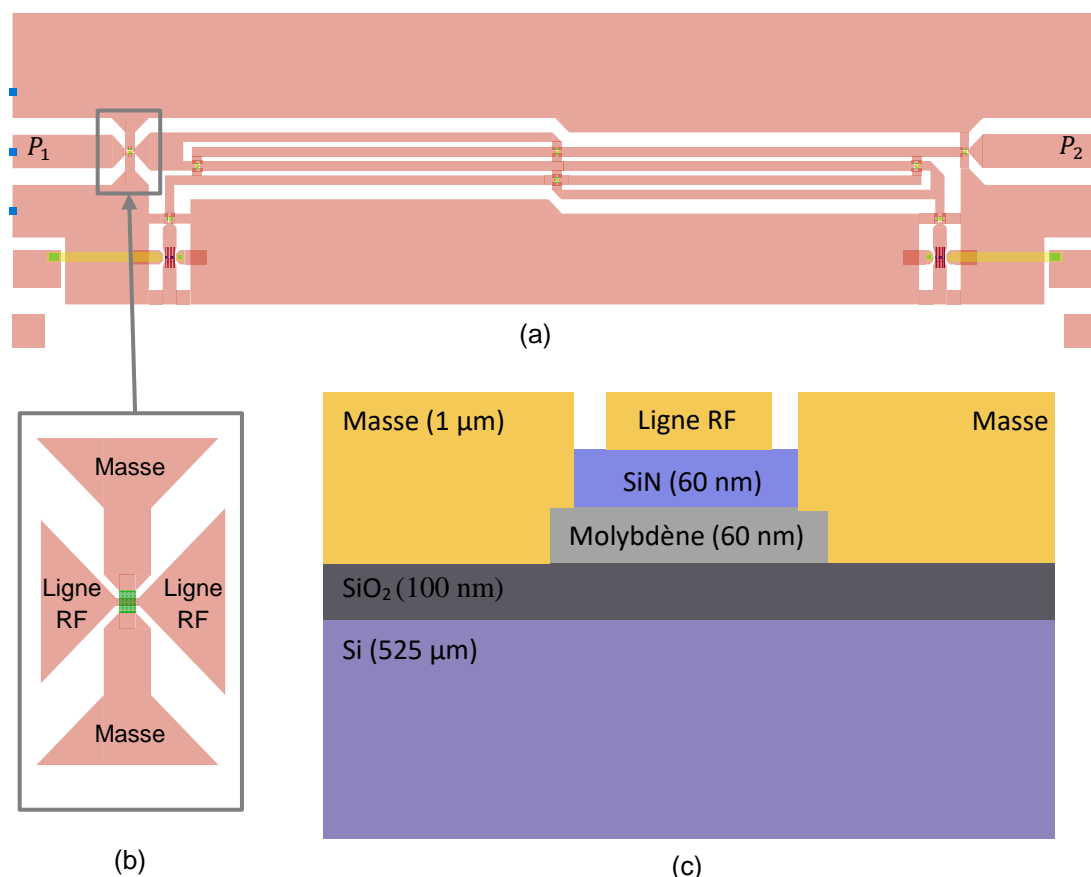 P₁
P₂
(a)
Masse
Ligne RF
Ligne RF
Masse
(b)
Masse (1 µm)
Ligne RF
Masse
SiN (60 nm)
Molybdène (60 nm)
SiO₂ (100 nm)
Si (525 µm)
(c)